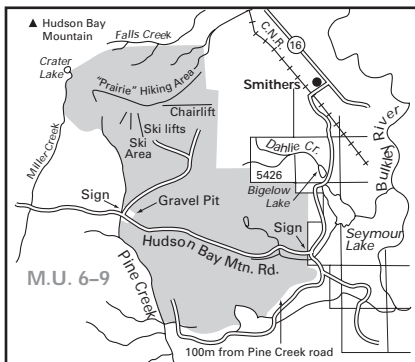 ▲ Hudson Bay
Mountain
Falls Creek
C.N.R.
16
Crater
Lake
"Prairie" Hiking Area
Smithers
Chairlift
Miller Creek
Ski lifts
Ski
Area
Dahlie Cr.
Bulkley River
5426
Bigelow
Lake
Sign
Gravel Pit
Sign
Seymour
Lake
Hudson Bay Mtn. Rd.
M.U. 6–9
Pine Creek
100m from Pine Creek road